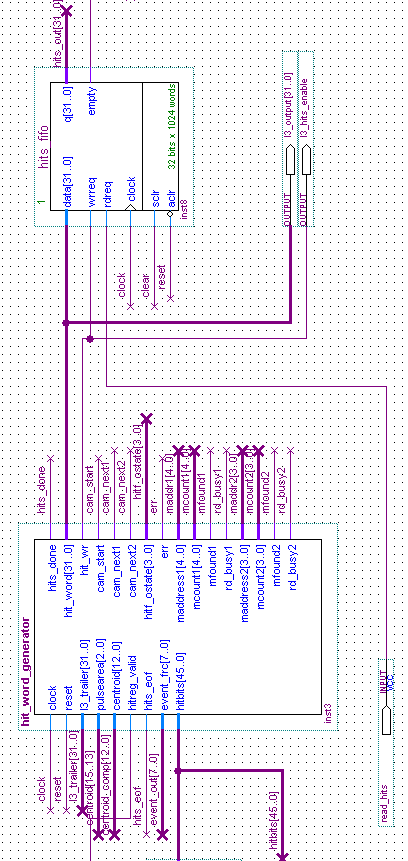 hits_out[31..0]
hits_fifo
1
data[31..0]
q[31..0]
wrreq
empty
rdreq
clock
32 bits x 1024 words
sclr
aclr
inst8
clock
clear
reset
OUTPUT
l3_output[31..0]
OUTPUT
l3_hits_enable
hits_done
cam_start
cam_next1
cam_next2
hitf_ostate[3..0]
err
maddr1[4..0]
mcount1[4..0]
mfound1
rd_busy1
maddr2[3..0]
mcount2[3..0]
mfound2
rd_busy2
hit_word_generator
clock
hits_done
reset
hit_word[31..0]
l3_trailer[31..0]
hit_wr
pulsearea[2..0]
cam_start
centroid[12..0]
cam_next1
hitreg_valid
cam_next2
hits_eof
hitf_ostate[3..0]
event_frc[7..0]
err
hitbits[45..0]
maddress1[4..0]
mcount1[4..0]
mfound1
rd_busy1
maddress2[3..0]
mcount2[3..0]
mfound2
rd_busy2
inst3
clock
reset
l3_trailer[31..0]
centroid[15..13]
centroid_comp[12..0]
hits_eof
event_out[7..0]
hitbits[45..0]
read_hits
INPUT
VCC